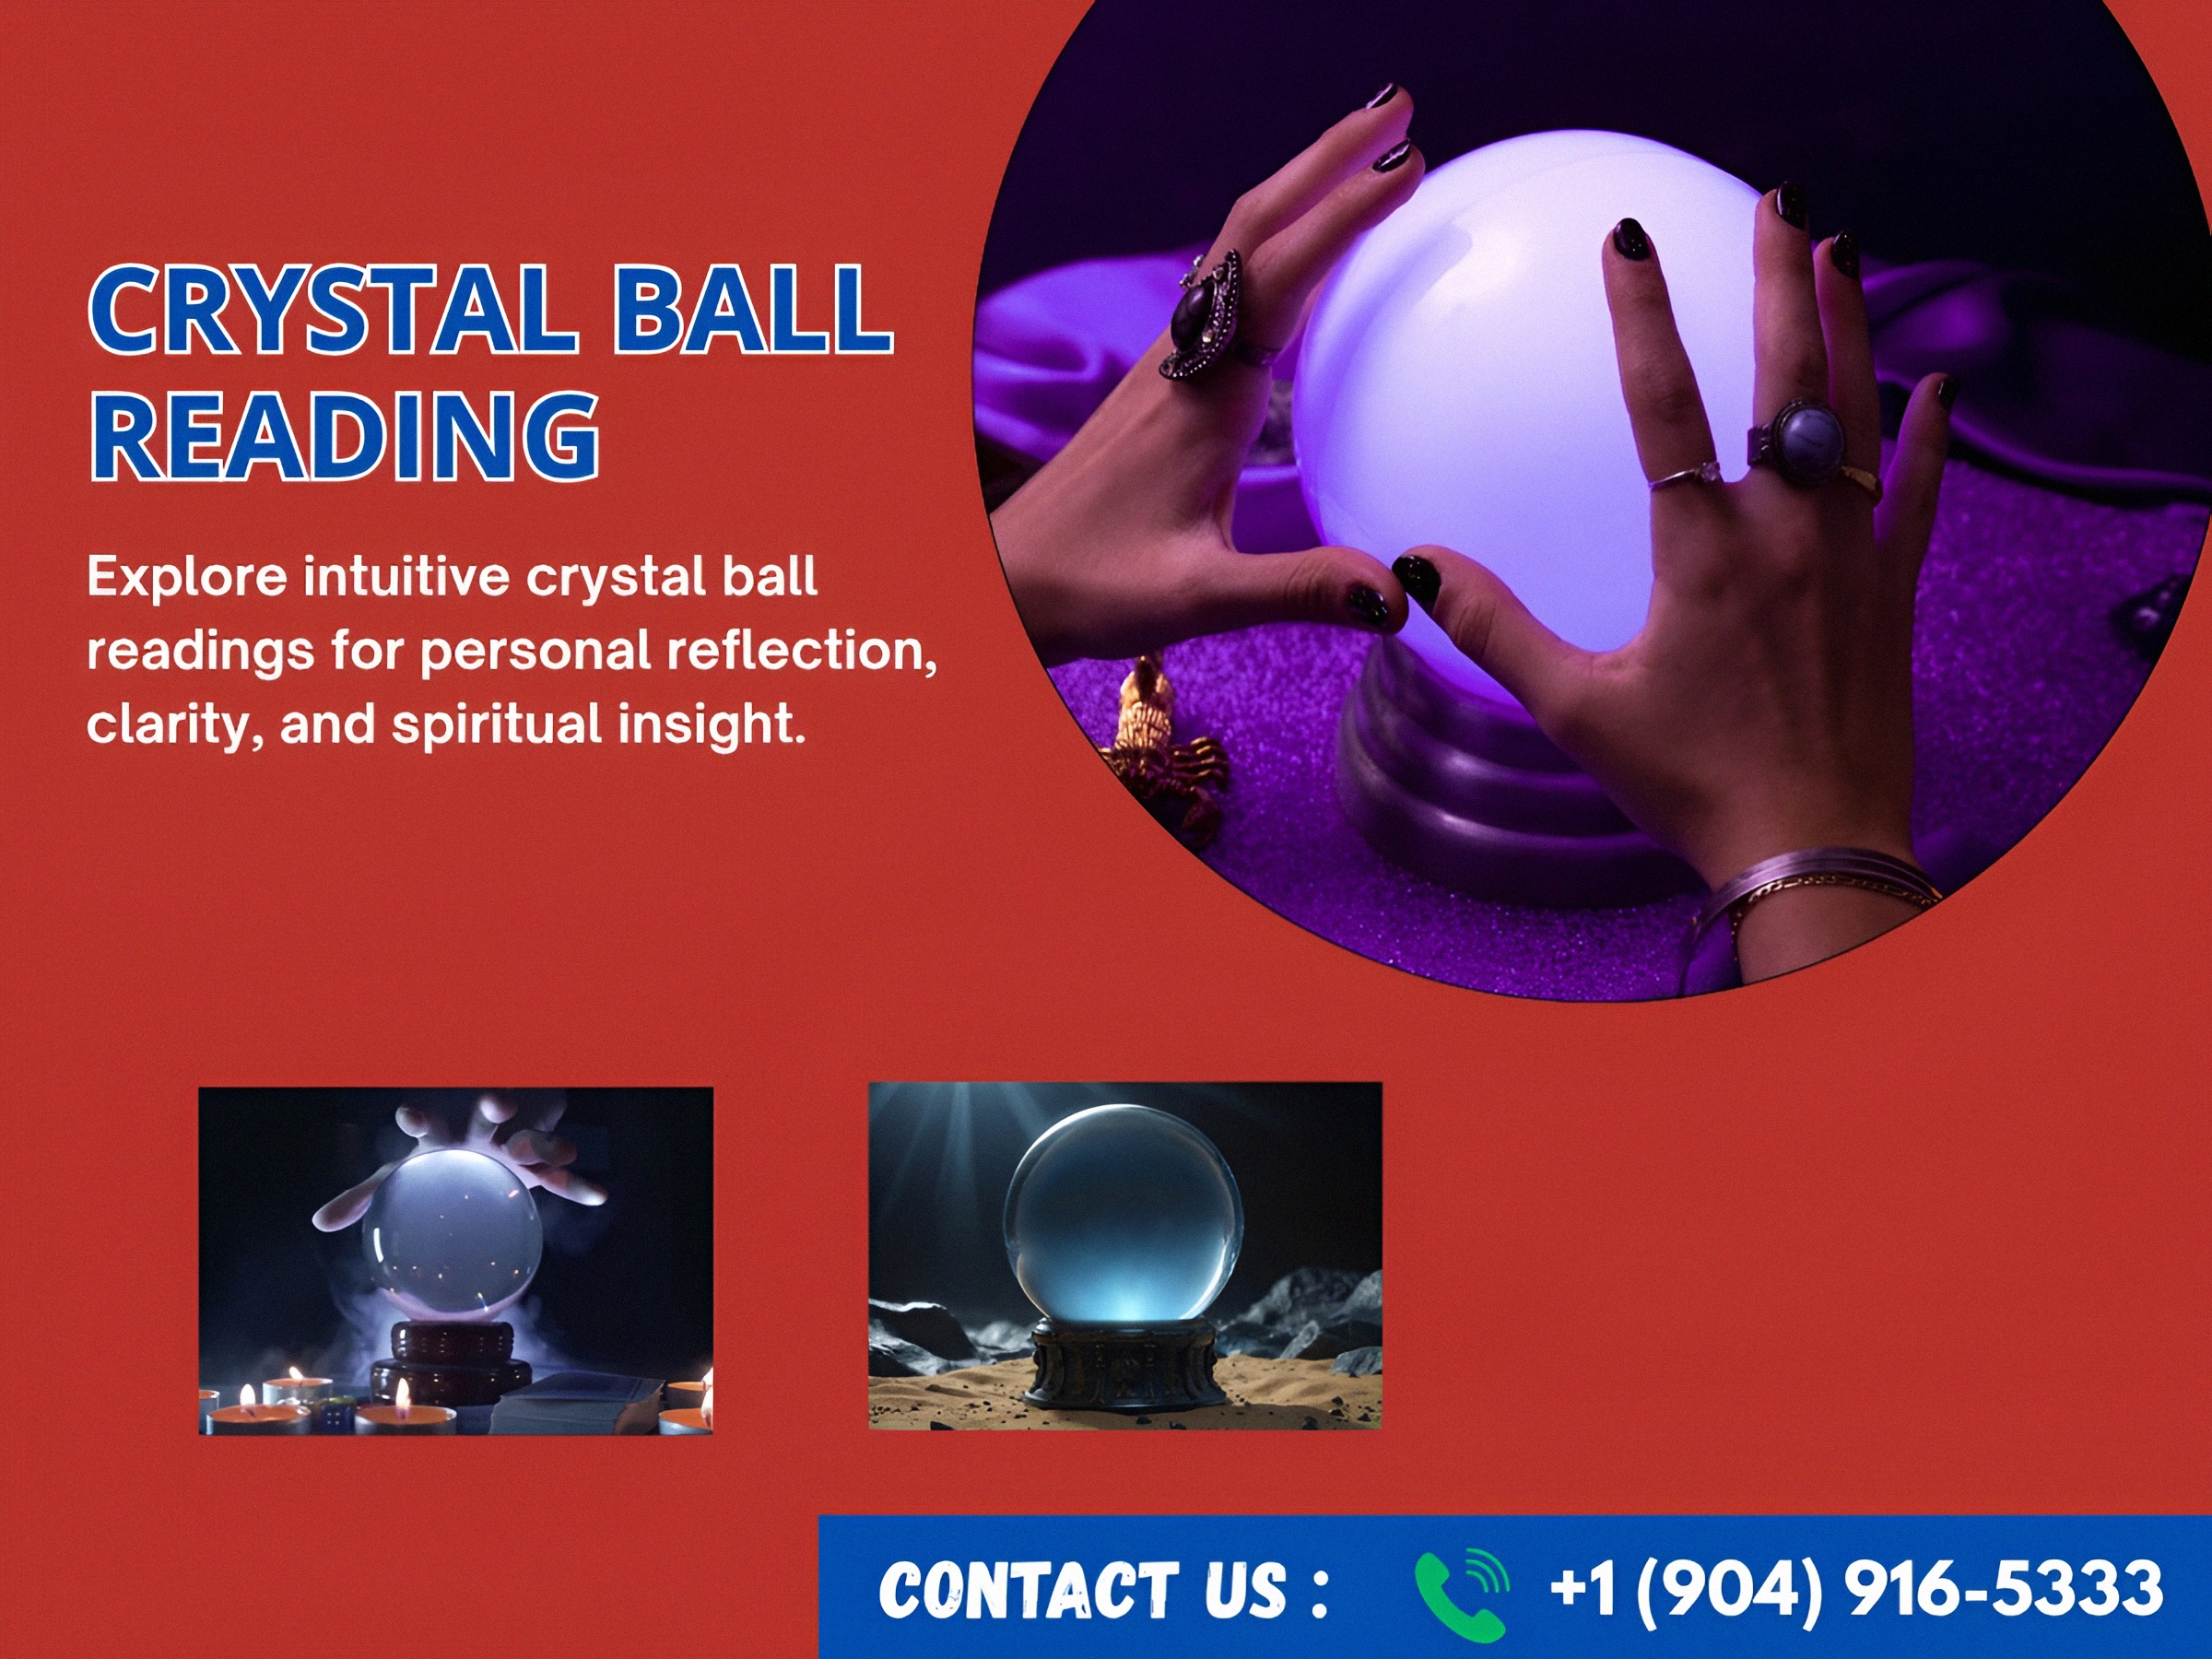 CRYSTAL BALL
READING
Explore intuitive crystal ball
readings for personal reflection,
clarity, and spiritual insight.
CONTACT US :
+1 (904) 916-5333